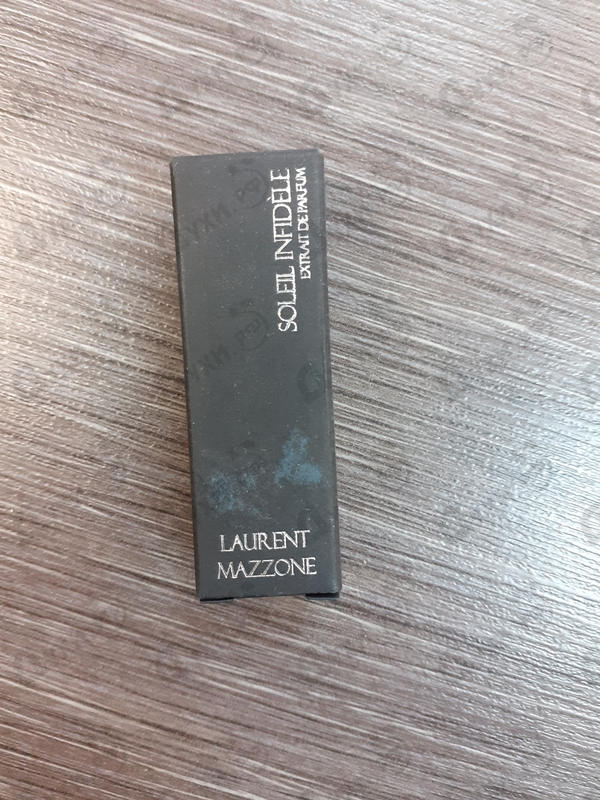 SOLEIL INFIDÈLE
EXTRAIT DE PARFUM
LAURENT
MAZZONE